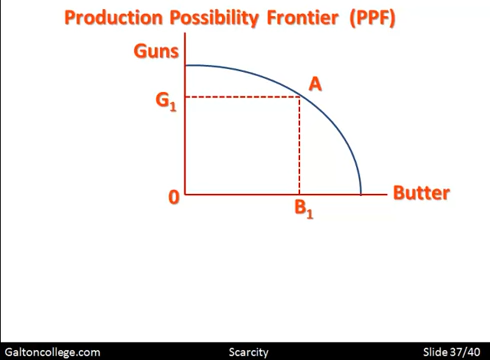 Production Possibility Frontier (PPF)
Guns
A
G₁
0
B₁
Butter
Galtoncollege.com Scarcity Slide 37/40